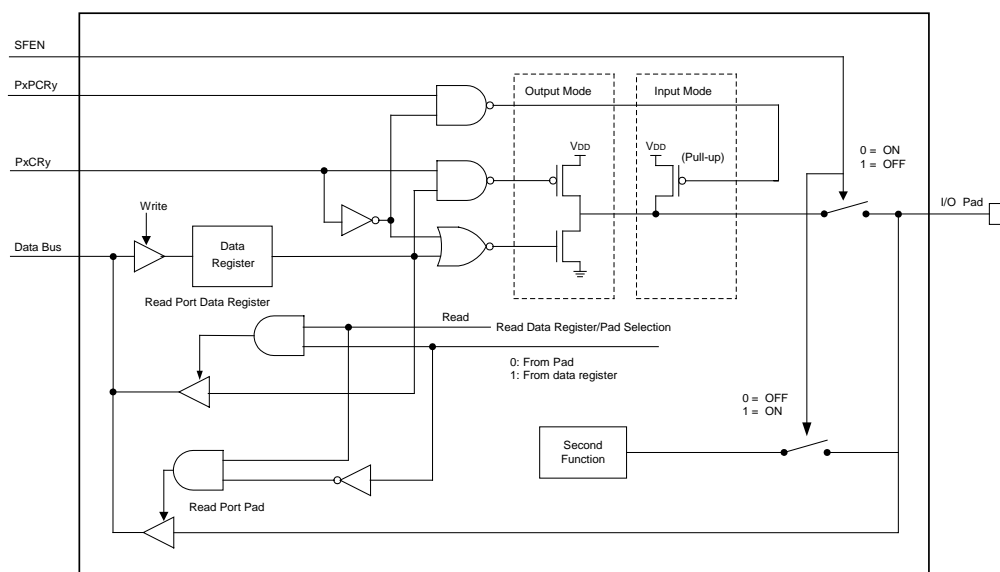 SFEN
PxPCRy
Output Mode
Input Mode
VDD
VDD
(Pull-up)
0 = ON
1 = OFF
PxCRy
I/O Pad
Write
Data Bus
Data
Register
Read Port Data Register
Read
Read Data Register/Pad Selection
0: From Pad
1: From data register
0 = OFF
1 = ON
Second
Function
Read Port Pad